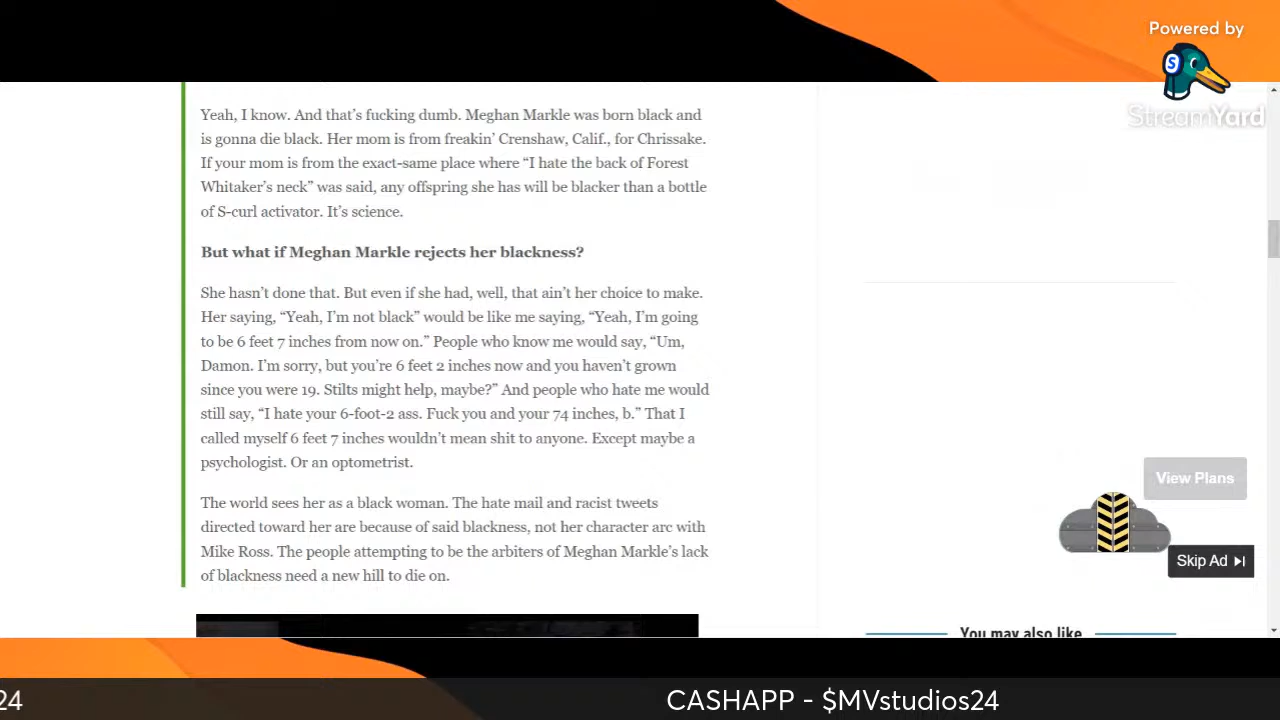 Powered by
StreamYard
Yeah, I know. And that’s fucking dumb. Meghan Markle was born black and
is gonna die black. Her mom is from freakin’ Crenshaw, Calif., for Chrissake.
If your mom is from the exact-same place where “I hate the back of Forest
Whitaker’s neck” was said, any offspring she has will be blacker than a bottle
of S-curl activator. It’s science.
But what if Meghan Markle rejects her blackness?
She hasn’t done that. But even if she had, well, that ain’t her choice to make.
Her saying, “Yeah, I’m not black” would be like me saying, “Yeah, I’m going
to be 6 feet 7 inches from now on.” People who know me would say, “Um,
Damon. I’m sorry, but you’re 6 feet 2 inches now and you haven’t grown
since you were 19. Stilts might help, maybe?” And people who hate me would
still say, “I hate your 6-foot-2 ass. Fuck you and your 74 inches, b.” That I
called myself 6 feet 7 inches wouldn’t mean shit to anyone. Except maybe a
psychologist. Or an optometrist.
The world sees her as a black woman. The hate mail and racist tweets
directed toward her are because of said blackness, not her character arc with
Mike Ross. The people attempting to be the arbiters of Meghan Markle’s lack
of blackness need a new hill to die on.
View Plans
Skip Ad
You may also like
24
CASHAPP - $MVstudios24